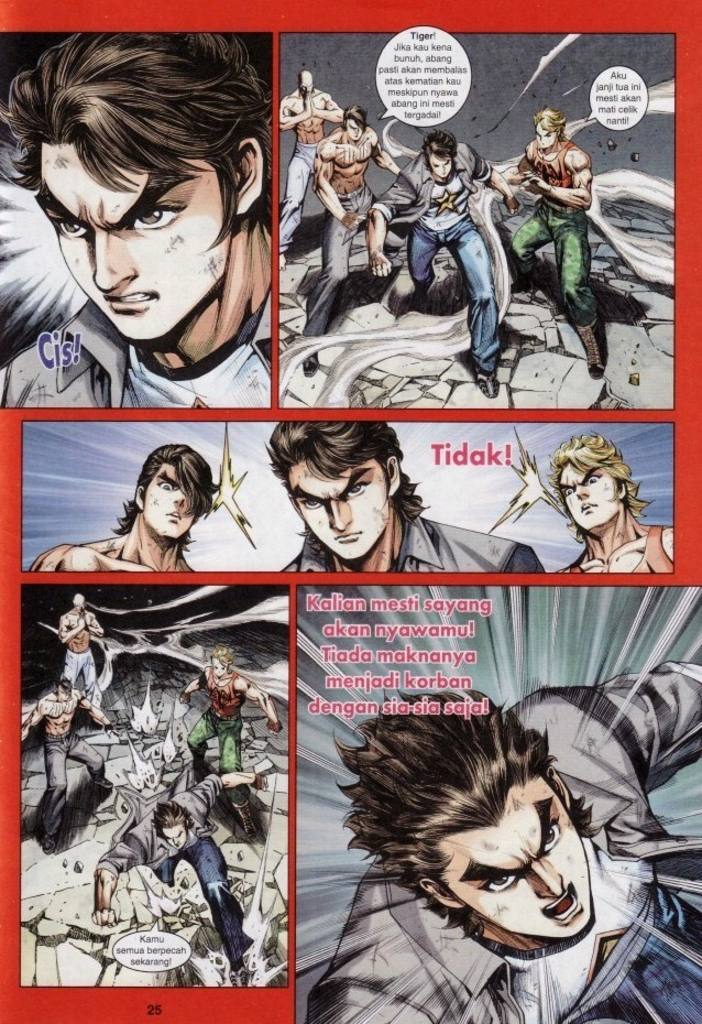 Cis!
Tiger!
Jika kau kena
bunuh, abang
pasti akan membalas
atas kematian kau
meskipun nyawa
abang ini mesti
tergadai!
Aku
janji tua ini
mesti akan
mati celik
nanti!
Tidak!
Kamu
semua berpecah
sekarang!
Kalian mesti sayang
akan nyawamu!
Tiada maknanya
menjadi korban
dengan sia-sia saja!
25